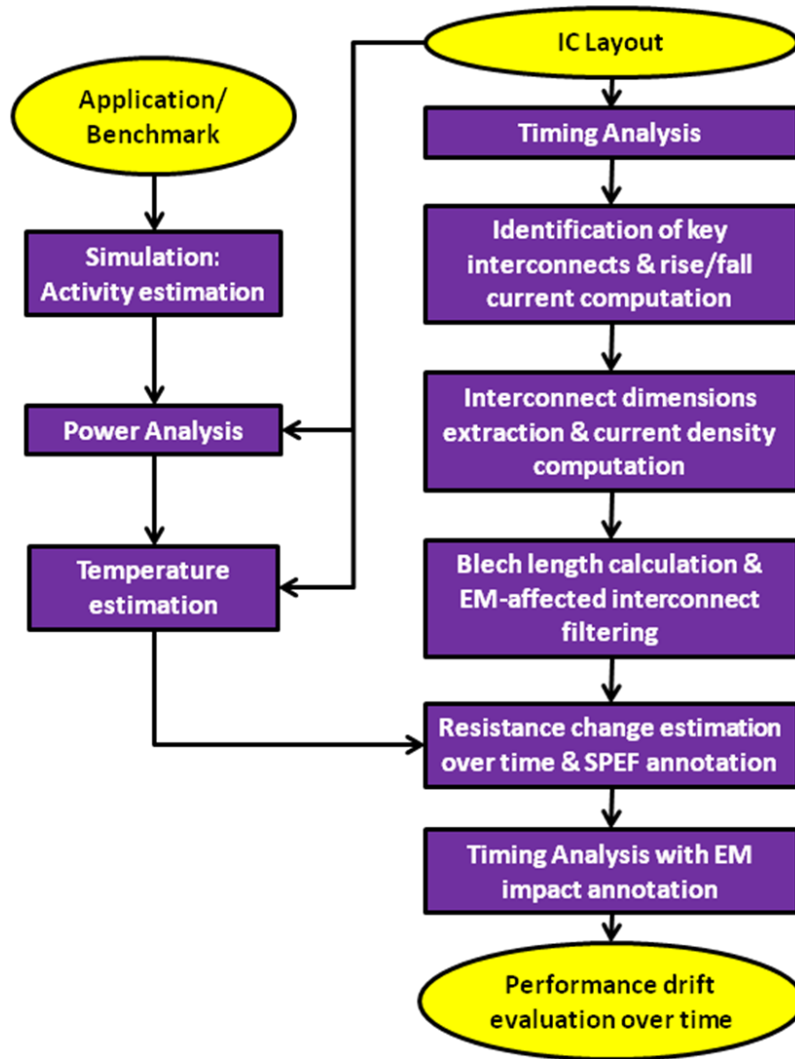 IC Layout
Application/
Benchmark
Timing Analysis
Simulation:
Activity estimation
Identification of key
interconnects & rise/fall
current computation
Power Analysis
Interconnect dimensions
extraction & current density
computation
Temperature
estimation
Blech length calculation &
EM-affected interconnect
filtering
Resistance change estimation
over time & SPEF annotation
Timing Analysis with EM
impact annotation
Performance drift
evaluation over time